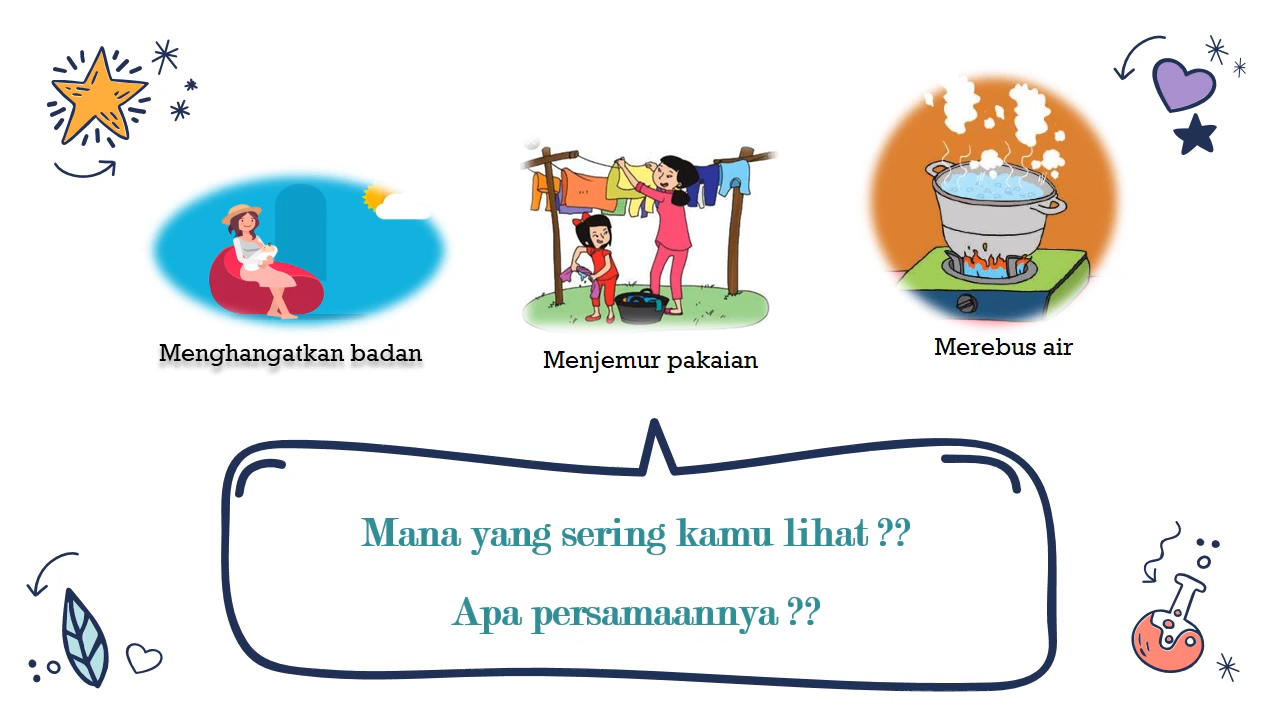 Menghangatkan badan
Menjemur pakaian
Merebus air
Mana yang sering kamu lihat ??
Apa persamaannya ??